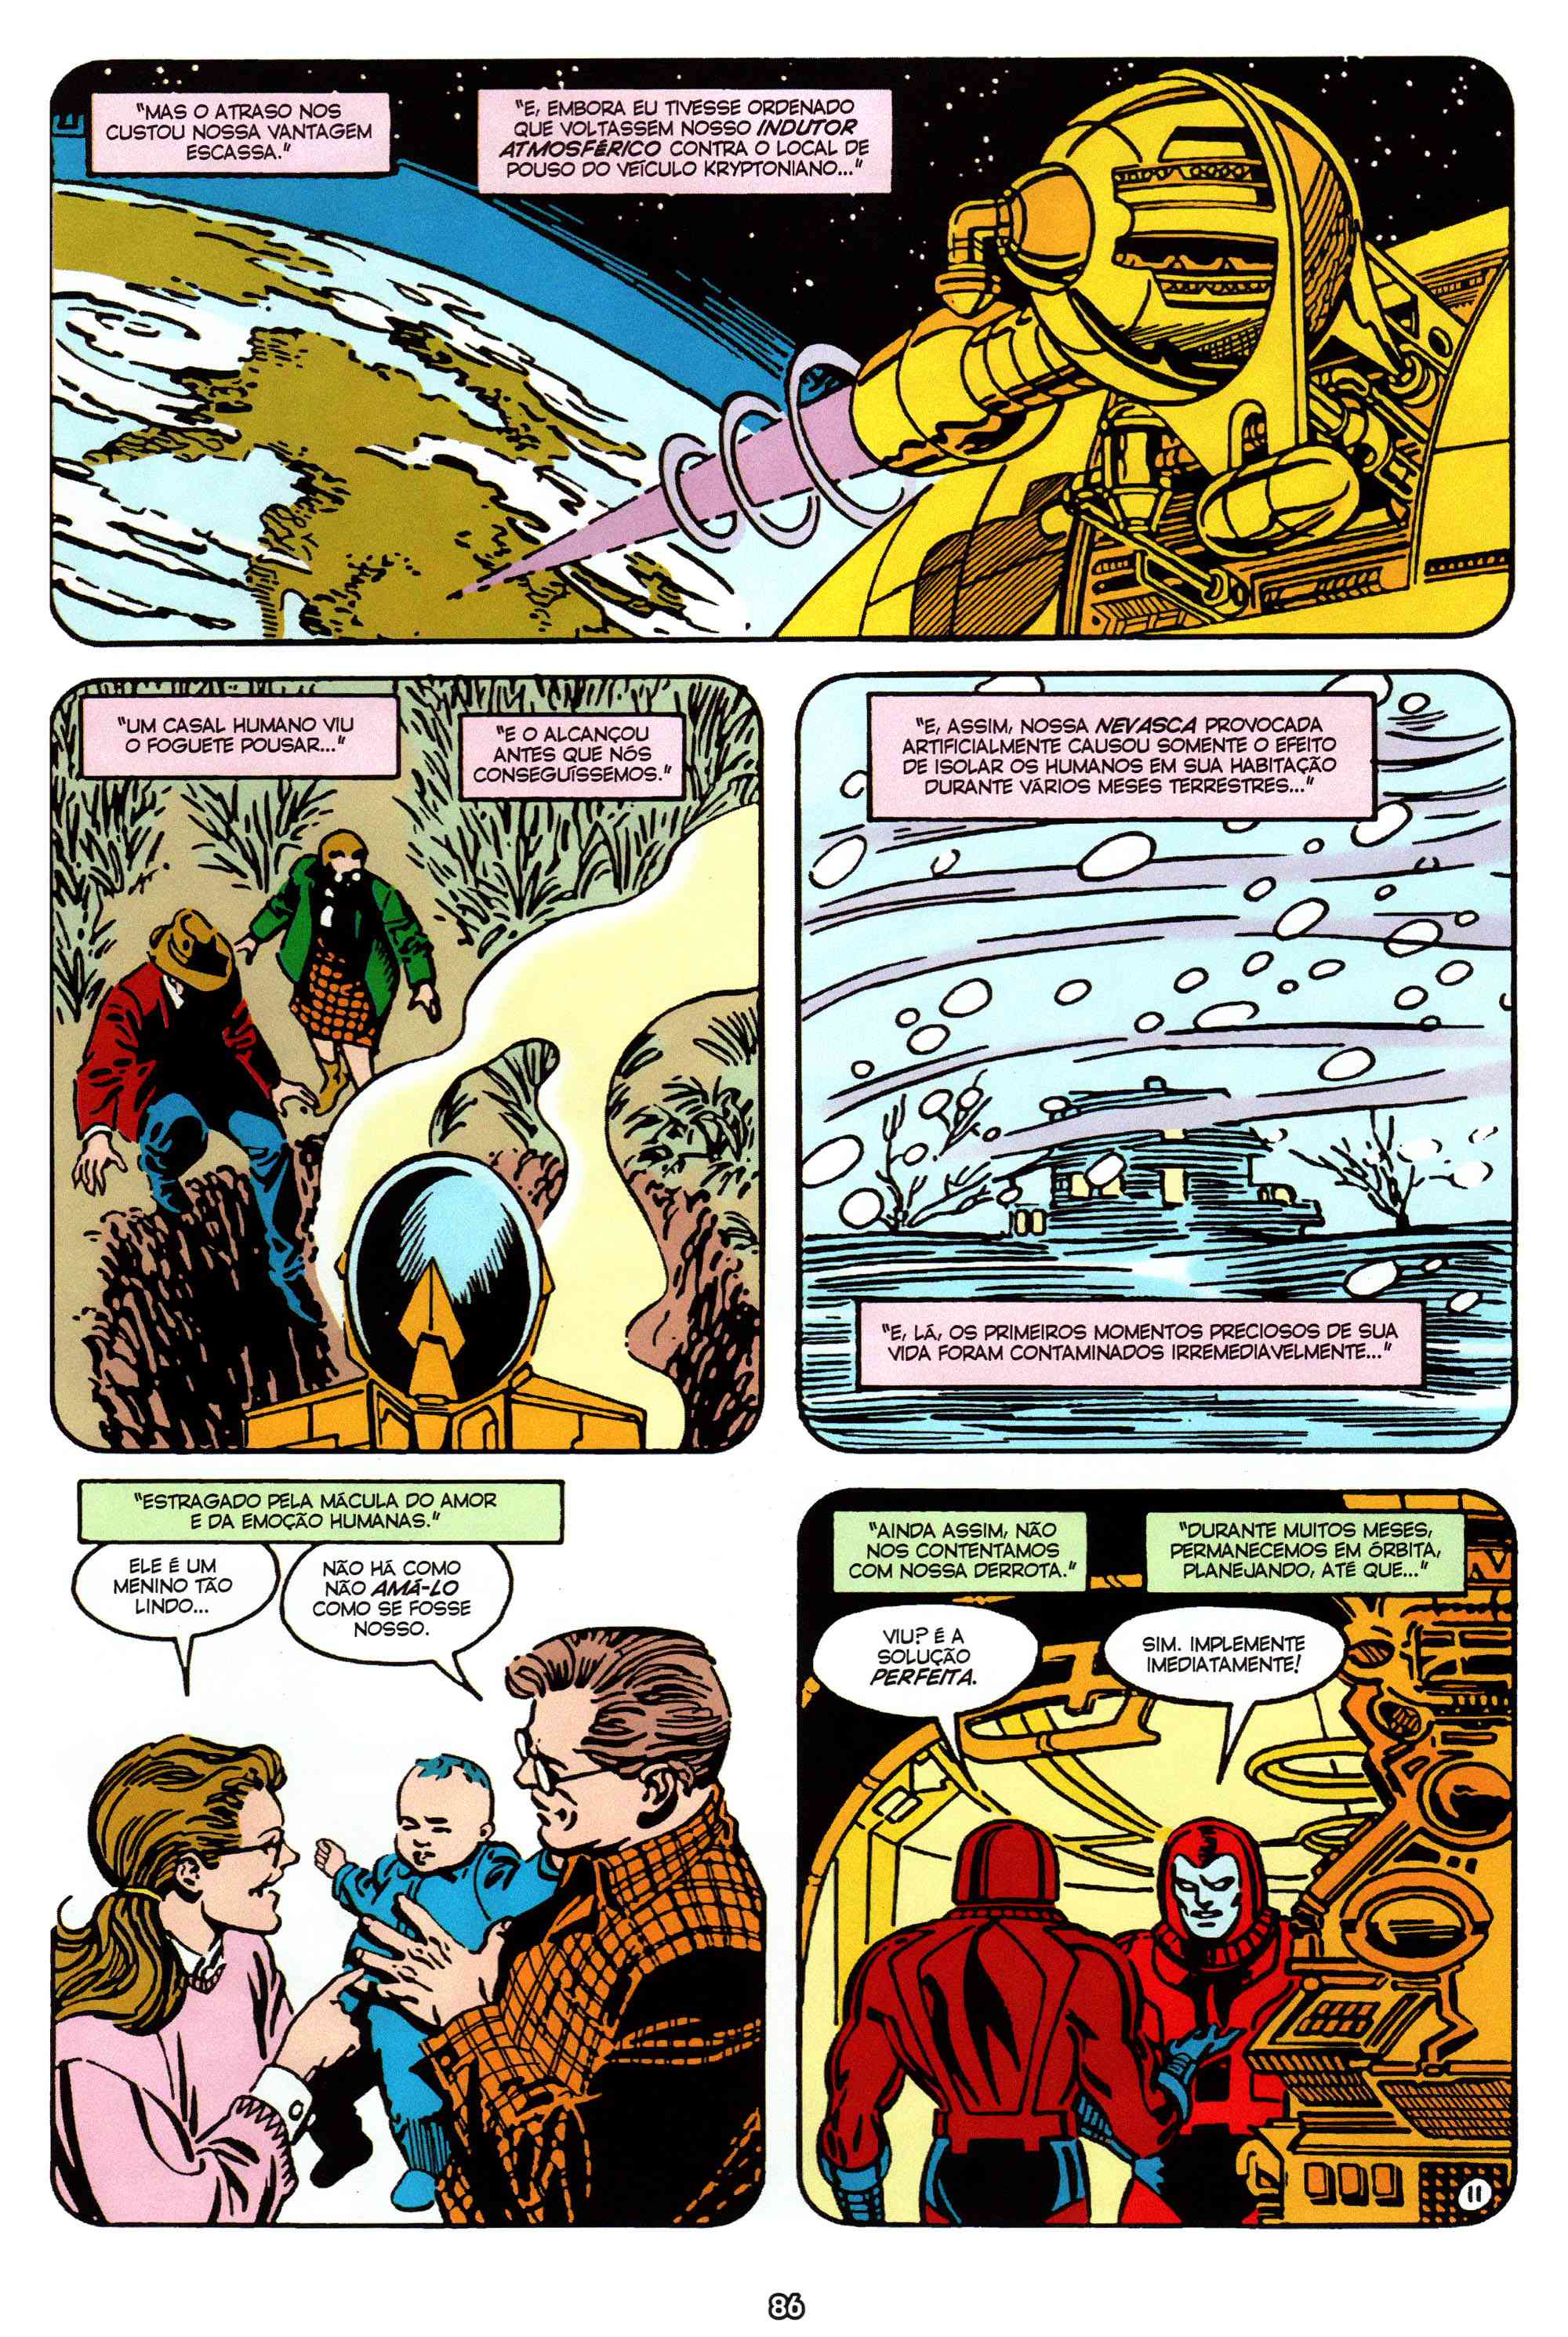 "MAS O ATRASO NOS
CUSTOU NOSSA VANTAGEM
ESCASSA."
"E, EMBORA EU TIVESSE ORDENADO
QUE VOLTASSEM NOSSO INDUTOR
ATMOSFÉRICO CONTRA O LOCAL DE
POUSO DO VEÍCULO KRYPTONIANO..."
"UM CASAL HUMANO VIU
O FOGUETE POUSAR..."
"E O ALCANÇOU
ANTES QUE NÓS
CONSEGUÍSSEMOS."
"E, ASSIM, NOSSA NEVASCA PROVOCADA
ARTIFICIALMENTE CAUSOU SOMENTE O EFEITO
DE ISOLAR OS HUMANOS EM SUA HABITAÇÃO
DURANTE VÁRIOS MESES TERRESTRES..."
"E, LÁ, OS PRIMEIROS MOMENTOS PRECIOSOS DE SUA
VIDA FORAM CONTAMINADOS IRREMEDIAVELMENTE..."
"ESTRAGADO PELA MÁCULA DO AMOR
E DA EMOÇÃO HUMANAS."
ELE É UM
MENINO TÃO
LINDO...
NÃO HÁ COMO
NÃO AMÁ-LO
COMO SE FOSSE
NOSSO.
"AINDA ASSIM, NÃO
NOS CONTENTAMOS
COM NOSSA DERROTA."
"DURANTE MUITOS MESES,
PERMANECEMOS EM ÓRBITA,
PLANEJANDO, ATÉ QUE..."
VIU? É A
SOLUÇÃO
PERFEITA.
SIM. IMPLEMENTE
IMEDIATAMENTE!
11
86